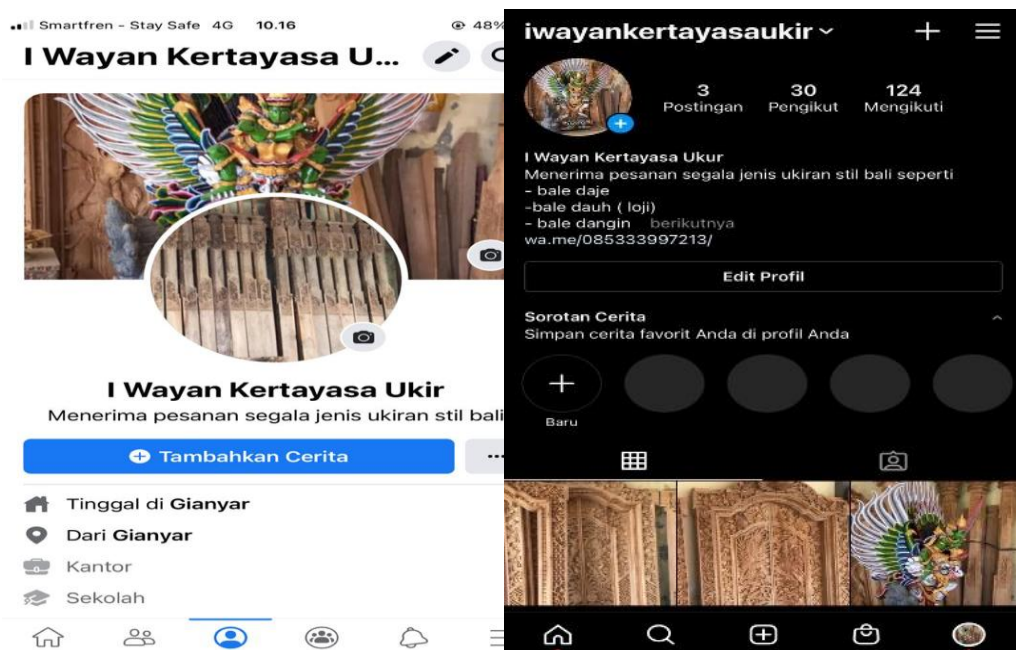 Smartfren - Stay Safe 4G 10.16 48%
I Wayan Kertayasa U...
I Wayan Kertayasa Ukir
Menerima pesanan segala jenis ukiran stil bali
Tambahkan Cerita
Tinggal di Gianyar
Dari Gianyar
Kantor
Sekolah
iwayankertayasaukir
3 30 124
Postingan Pengikut Mengikuti
I Wayan Kertayasa Ukur
Menerima pesanan segala jenis ukiran stil bali seperti
- bale daje
-bale dauh ( loji)
- bale dangin berikutnya
wa.me/085333997213/
Edit Profil
Sorotan Cerita
Simpan cerita favorit Anda di profil Anda
Baru